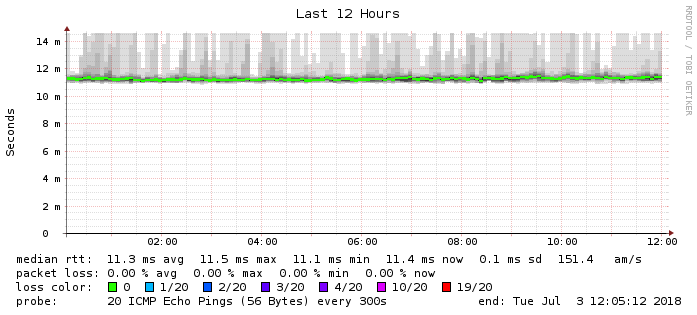 Last 12 Hours
RRDTOOL / TOBI OETIKER
Seconds
14 m
12 m
10 m
8 m
6 m
4 m
2 m
0
02:00 04:00 06:00 08:00 10:00 12:00
median rtt: 11.3 ms avg 11.5 ms max 11.1 ms min 11.4 ms now 0.1 ms sd 151.4 am/s
packet loss: 0.00 % avg 0.00 % max 0.00 % min 0.00 % now
loss color: 0 1/20 2/20 3/20 4/20 10/20 19/20
probe: 20 ICMP Echo Pings (56 Bytes) every 300s end: Tue Jul 3 12:05:12 2018